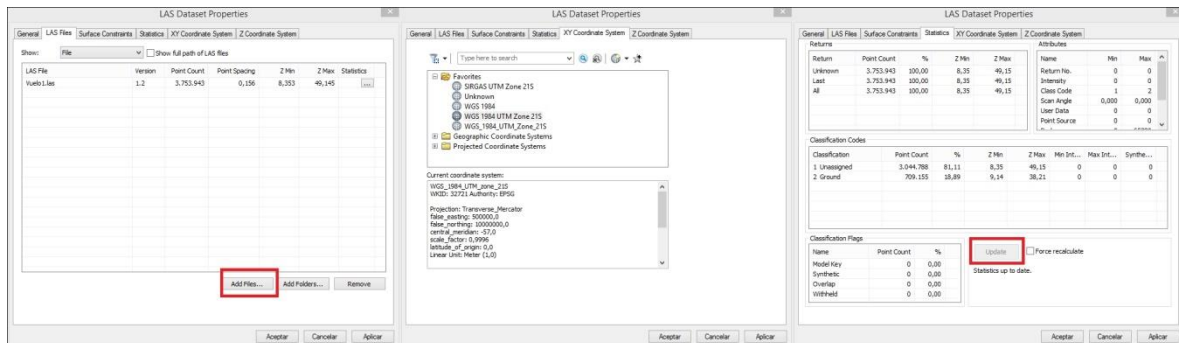 LAS Dataset Properties
General LAS Files Surface Constraints Statistics XY Coordinate System Z Coordinate System
Show: File Show full path of LAS files
LAS File Version Point Count Point Spacing Z Min Z Max Statistics
Vuelo1.las 1.2 3.753.943 0,156 8,353 49,145 ...
Add Files... Add Folders... Remove
Aceptar Cancelar Aplicar
LAS Dataset Properties
General LAS Files Surface Constraints Statistics XY Coordinate System Z Coordinate System
Type here to search
Favorites
SIRGAS UTM Zone 21S
Unknown
WGS 1984
WGS 1984 UTM Zone 21S
WGS_1984_UTM_Zone_21S
Geographic Coordinate Systems
Projected Coordinate Systems
Current coordinate system:
WGS_1984_UTM_zone_21S
WKID: 32721 Authority: EPSG
Projection: Transverse_Mercator
false_easting: 500000,0
false_northing: 10000000,0
central_meridian: -57,0
scale_factor: 0,9996
latitude_of_origin: 0,0
Linear Unit: Meter (1,0)
Aceptar Cancelar Aplicar
LAS Dataset Properties
General LAS Files Surface Constraints Statistics XY Coordinate System Z Coordinate System
Returns
Return Point Count % Z Min Z Max
Unknown 3.753.943 100,00 8,35 49,15
Last 3.753.943 100,00 8,35 49,15
All 3.753.943 100,00 8,35 49,15
Attributes
Name Min Max
Return No. 0 0
Intensity 0 0
Class Code 1 2
Scan Angle 0,000 0,000
User Data 0 0
Point Source 0 0
Classification Codes
Classification Point Count % Z Min Z Max Min Int... Max Int... Synthe...
1 Unassigned 3.044.788 81,11 8,35 49,15 0 0 0
2 Ground 709.155 18,89 9,14 38,21 0 0 0
Classification Flags
Name Point Count %
Model Key 0 0,00
Synthetic 0 0,00
Overlap 0 0,00
Withheld 0 0,00
Update Force recalculate
Statistics up to date.
Aceptar Cancelar Aplicar